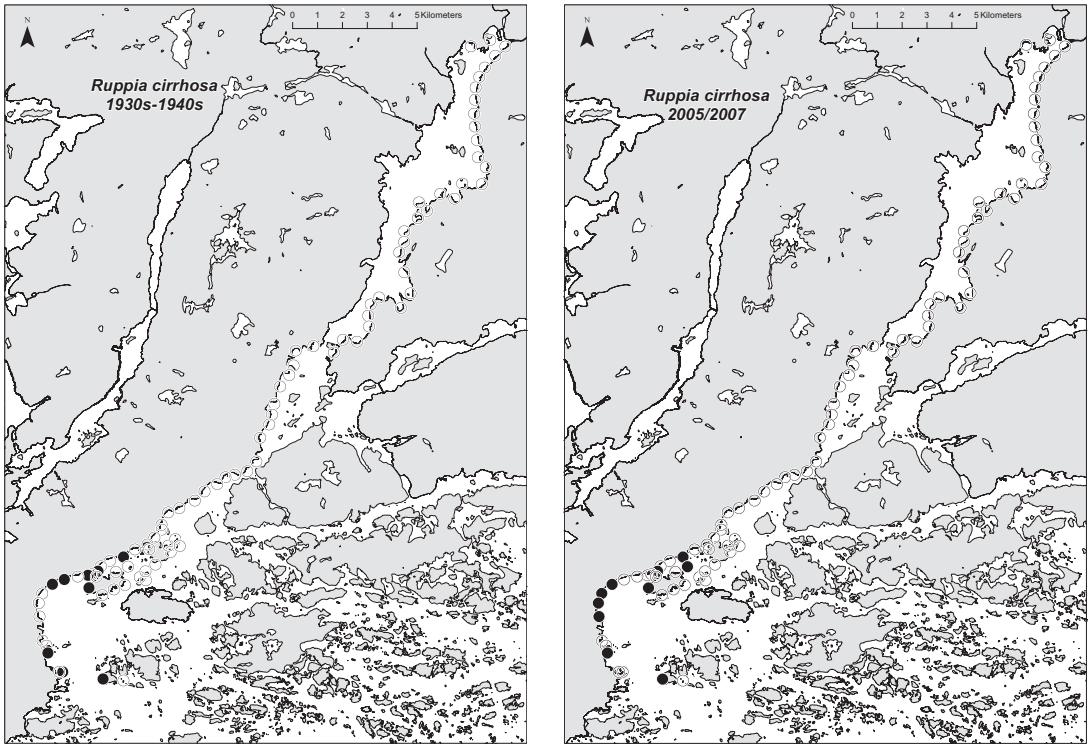 N
0 1 2 3 4 5 Kilometers
Ruppia cirrhosa
1930s-1940s
N
0 1 2 3 4 5 Kilometers
Ruppia cirrhosa
2005/2007